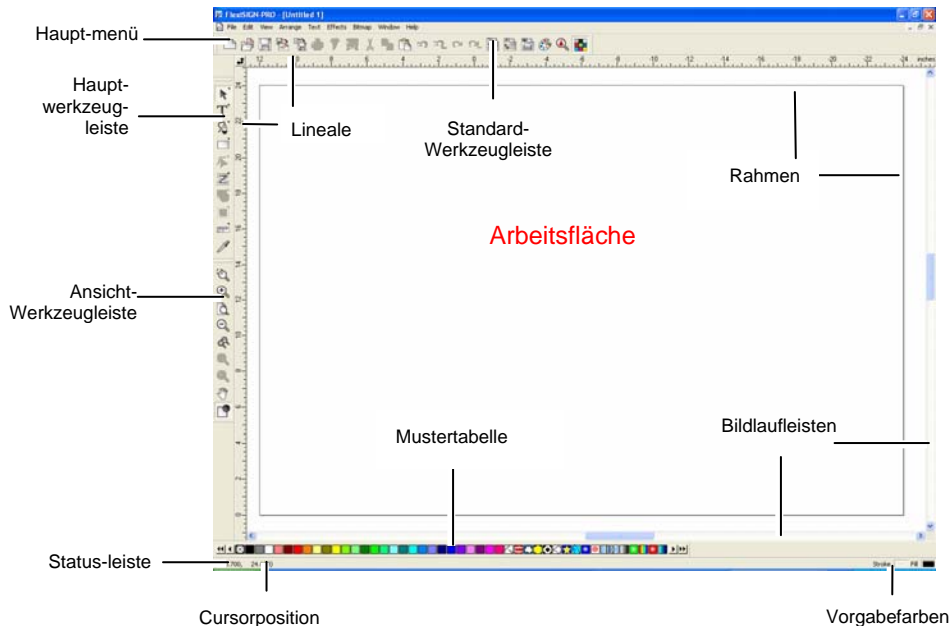 FlexiSIGN-PRO - [Untitled 1]
File Edit View Arrange Text Effects Bitmap Window Help
Haupt-menü
inches
Haupt-
werkzeug-
leiste
Lineale
Standard-
Werkzeugleiste
Rahmen
Arbeitsfläche
Ansicht-
Werkzeugleiste
Mustertabelle
Bildlaufleisten
Status-leiste
Stroke Fill
Cursorposition
Vorgabefarben